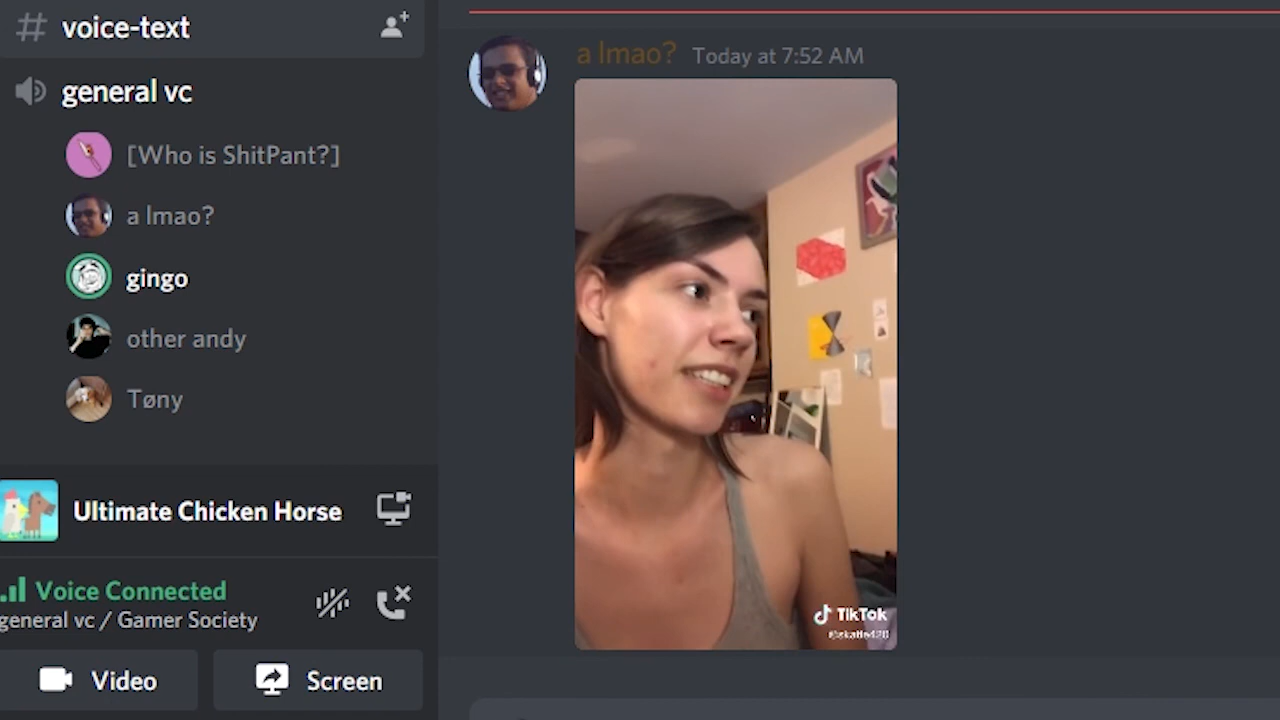 voice-text
general vc
[Who is ShitPant?]
a lmao?
gingo
other andy
Tøny
Ultimate Chicken Horse
Voice Connected
general vc / Gamer Society
Video
Screen
a lmao? Today at 7:52 AM
TikTok